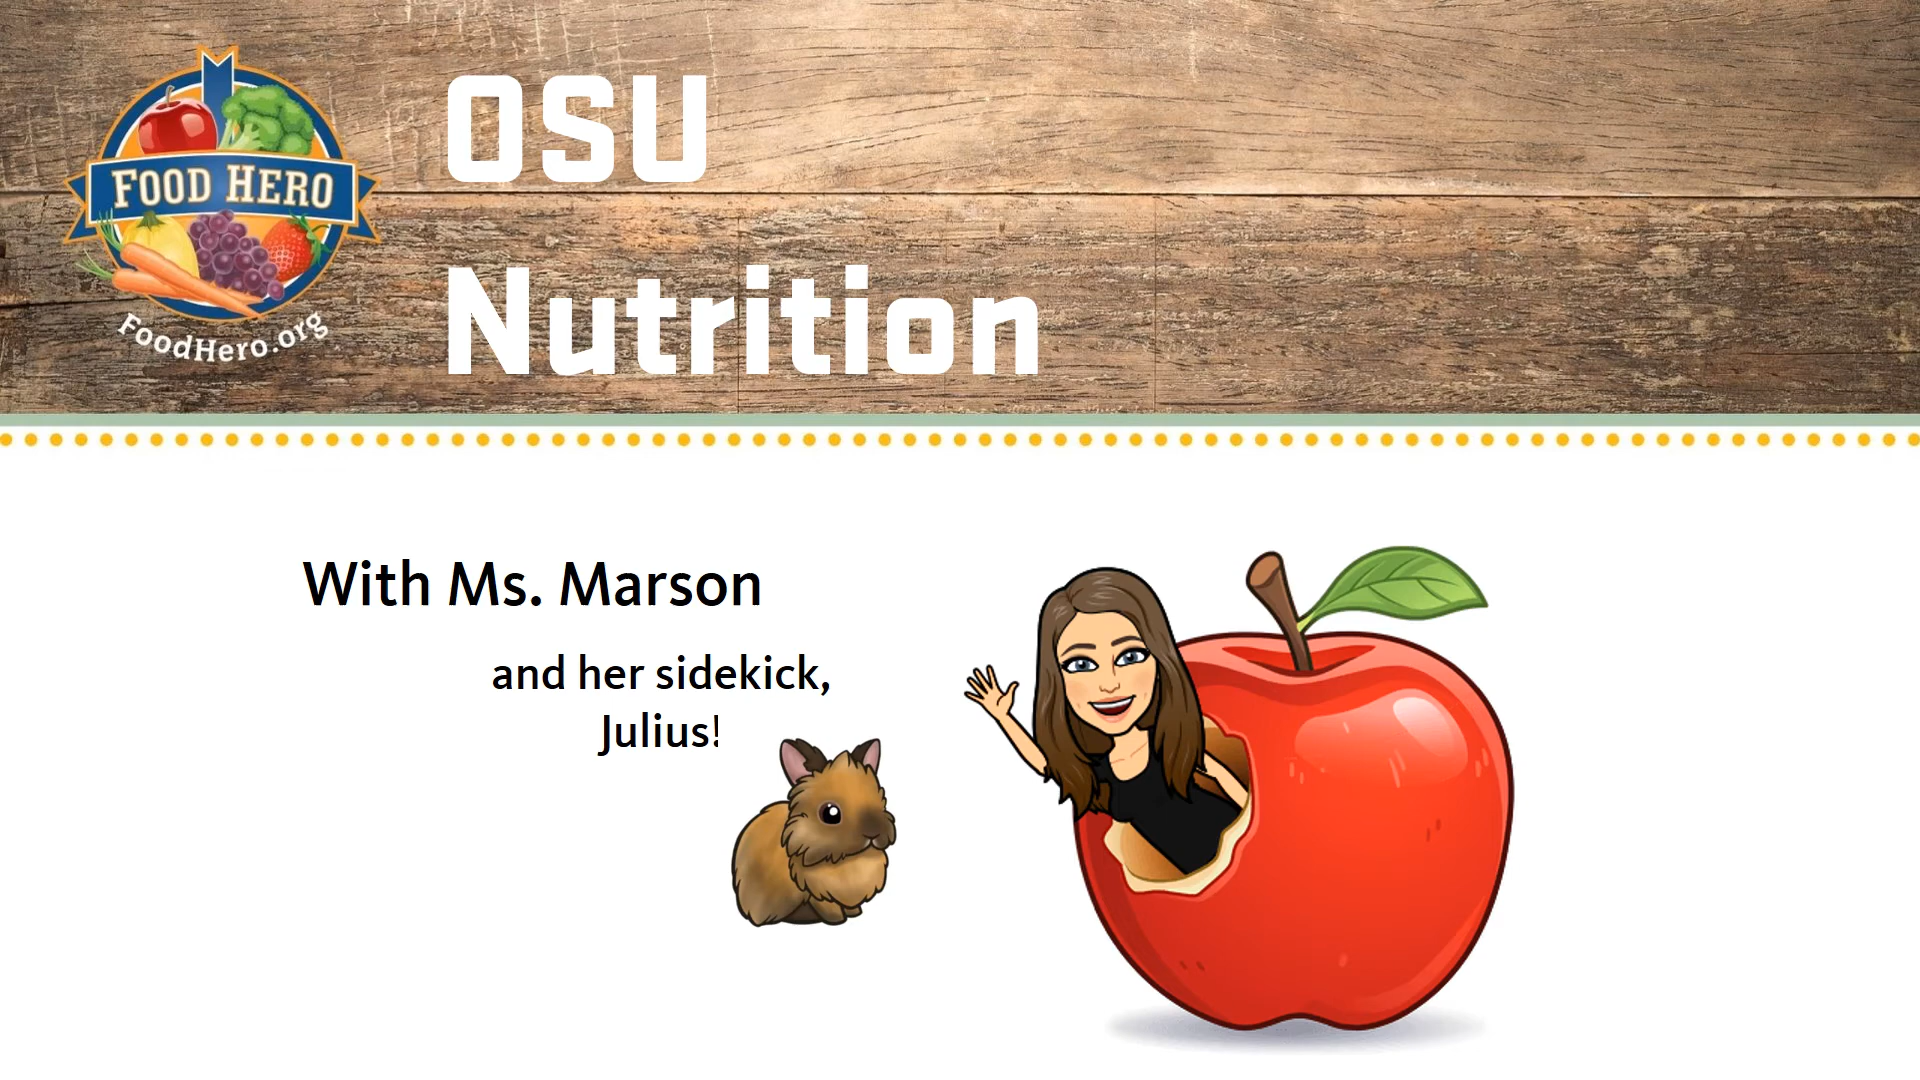 FOOD HERO
FoodHero.org
OSU
Nutrition
With Ms. Marson
and her sidekick,
Julius!